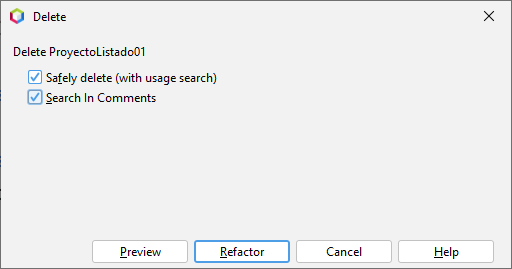 Delete
Delete ProyectoListado01
Safely delete (with usage search)
Search In Comments
Preview
Refactor
Cancel
Help